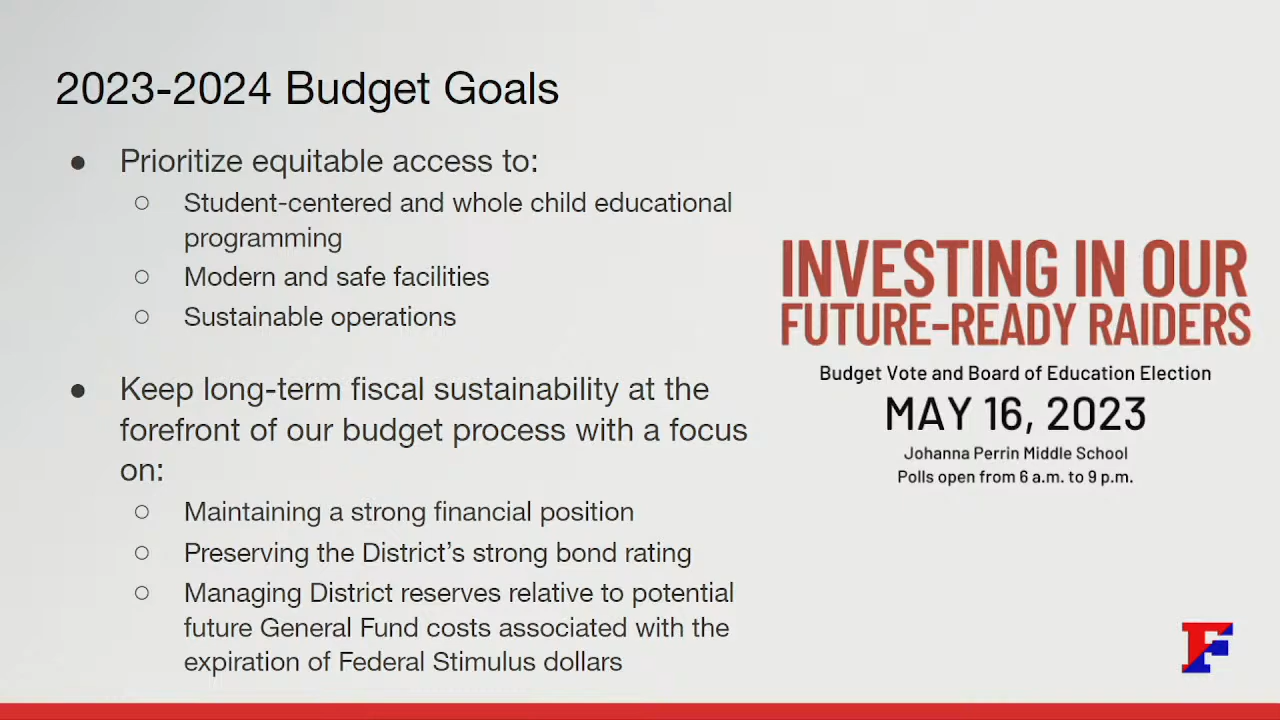 2023-2024 Budget Goals
● Prioritize equitable access to:
○ Student-centered and whole child educational
programming
○ Modern and safe facilities
○ Sustainable operations
● Keep long-term fiscal sustainability at the
forefront of our budget process with a focus
on:
○ Maintaining a strong financial position
○ Preserving the District’s strong bond rating
○ Managing District reserves relative to potential
future General Fund costs associated with the
expiration of Federal Stimulus dollars
INVESTING IN OUR
FUTURE-READY RAIDERS
Budget Vote and Board of Education Election
MAY 16, 2023
Johanna Perrin Middle School
Polls open from 6 a.m. to 9 p.m.
F